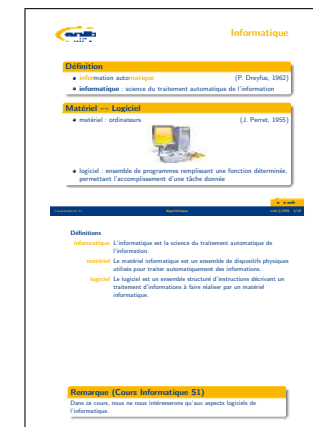 Informatique
Définition
information automatique (P. Dreyfus, 1962)
informatique : science du traitement automatique de l'information
Matériel ↔ Logiciel
matériel : ordinateurs (J. Perret, 1955)
logiciel : ensemble de programmes remplissant une fonction déterminée,
permettant l'accomplissement d'une tâche donnée
Algorithmique
Définitions
informatique L'informatique est la science du traitement automatique de
l'information.
matériel Le matériel informatique est un ensemble de dispositifs physiques
utilisés pour traiter automatiquement des informations.
logiciel Le logiciel est un ensemble structuré d'instructions décrivant un
traitement d'informations à faire réaliser par un matériel
informatique.
Remarque (Cours Informatique S1)
Dans ce cours, nous ne nous intéresserons qu'aux aspects logiciels de
l'informatique.